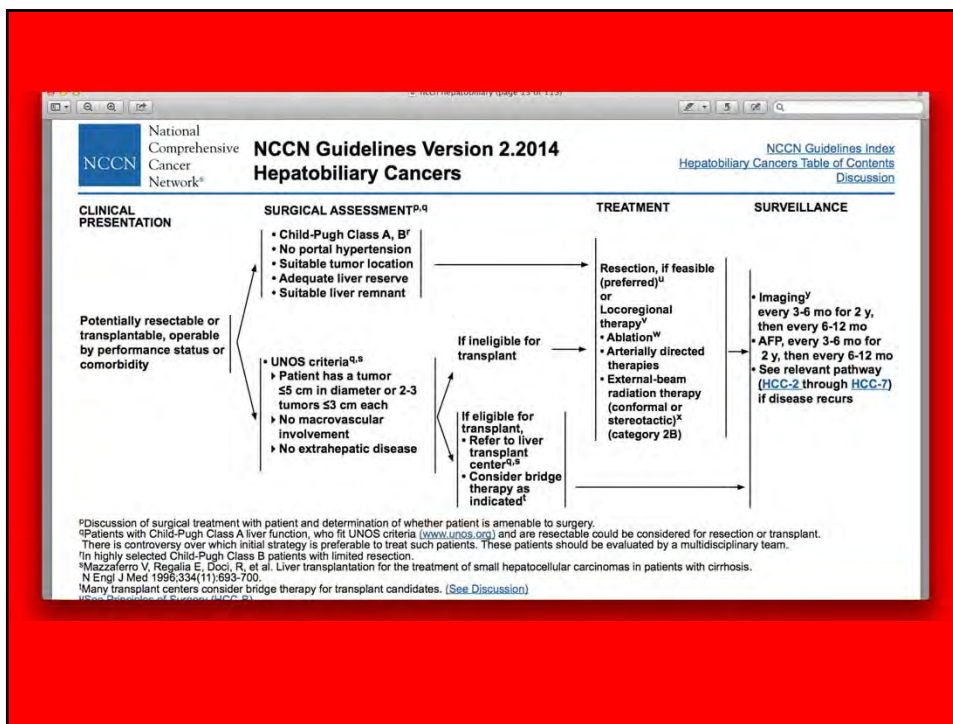 nccn hepatobiliary (page 15 of 113)
NCCN
National
Comprehensive
Cancer
Network®
NCCN Guidelines Version 2.2014
Hepatobiliary Cancers
NCCN Guidelines Index
Hepatobiliary Cancers Table of Contents
Discussion
CLINICAL
PRESENTATION
SURGICAL ASSESSMENTp,q
TREATMENT
SURVEILLANCE
Potentially resectable or
transplantable, operable
by performance status or
comorbidity
• Child-Pugh Class A, Br
• No portal hypertension
• Suitable tumor location
• Adequate liver reserve
• Suitable liver remnant
• UNOS criteriaq,s
Patient has a tumor
≤5 cm in diameter or 2-3
tumors ≤3 cm each
No macrovascular
involvement
No extrahepatic disease
If ineligible for
transplant
If eligible for
transplant,
• Refer to liver
transplant
centerq,s
• Consider bridge
therapy as
indicatedt
Resection, if feasible
(preferred)u
or
Locoregional
therapyv
• Ablationw
• Arterially directed
therapies
• External-beam
radiation therapy
(conformal or
stereotactic)x
(category 2B)
• Imagingy
every 3-6 mo for 2 y,
then every 6-12 mo
• AFP, every 3-6 mo for
2 y, then every 6-12 mo
• See relevant pathway
(HCC-2 through HCC-7)
if disease recurs
pDiscussion of surgical treatment with patient and determination of whether patient is amenable to surgery.
qPatients with Child-Pugh Class A liver function, who fit UNOS criteria (www.unos.org) and are resectable could be considered for resection or transplant.
There is controversy over which initial strategy is preferable to treat such patients. These patients should be evaluated by a multidisciplinary team.
rIn highly selected Child-Pugh Class B patients with limited resection.
sMazzaferro V, Regalia E, Doci, R, et al. Liver transplantation for the treatment of small hepatocellular carcinomas in patients with cirrhosis.
N Engl J Med 1996;334(11):693-700.
tMany transplant centers consider bridge therapy for transplant candidates. (See Discussion)
uSee Principles of Surgery (HCC-B)